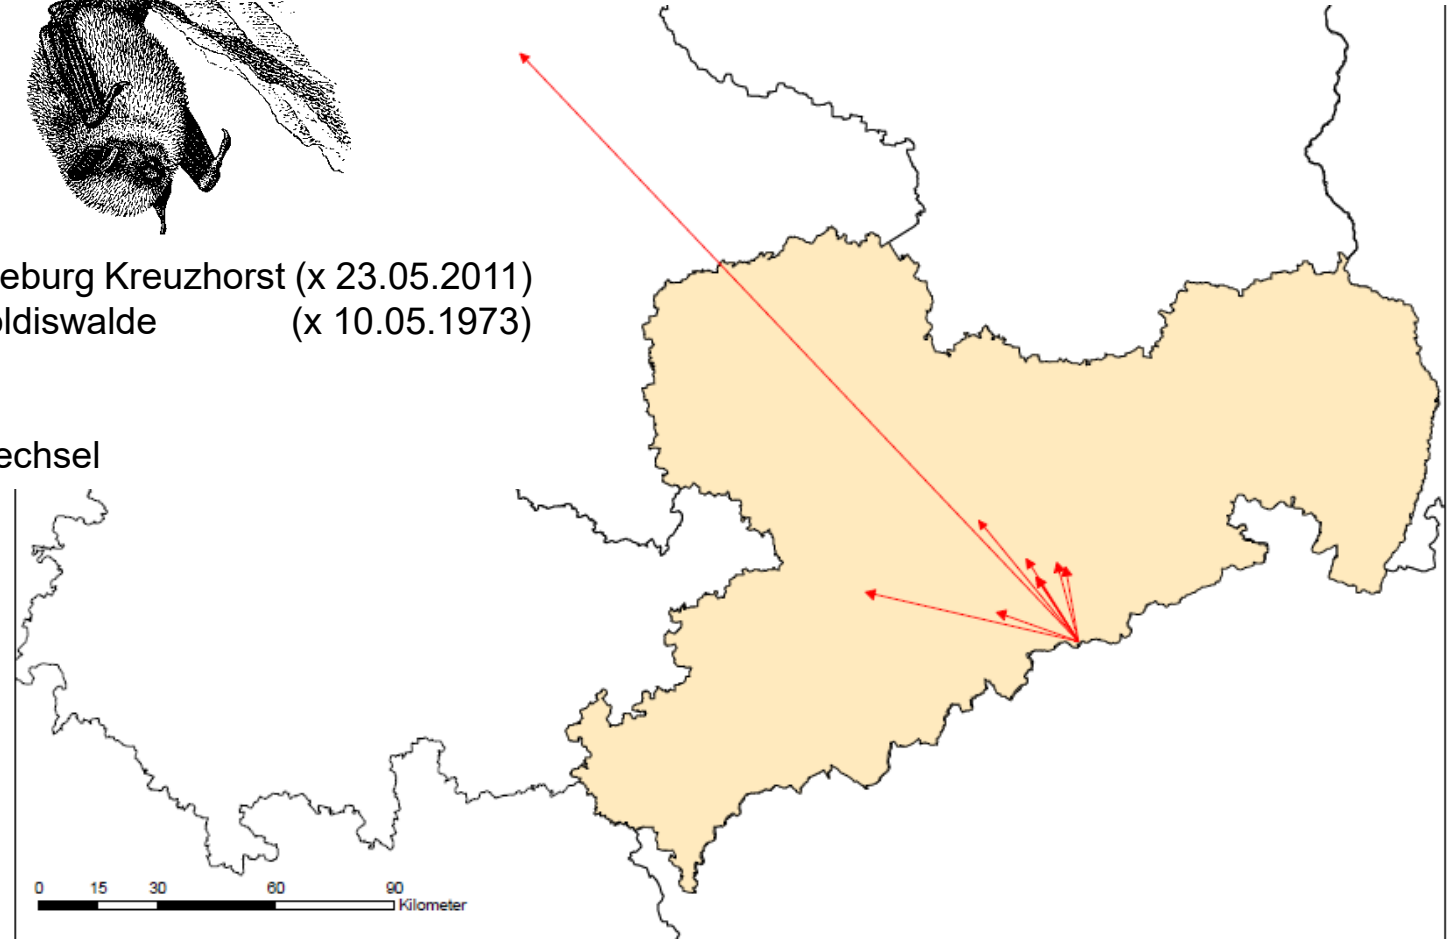 eburg Kreuzhorst (x 23.05.2011)
ldiswalde (x 10.05.1973)
echsel
0 15 30 60 90
Kilometer